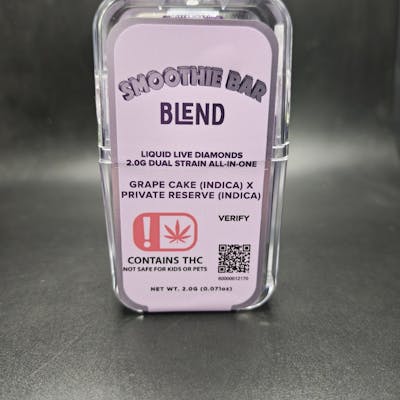 SMOOTHIE BAR
BLEND
LIQUID LIVE DIAMONDS
2.0G DUAL STRAIN ALL-IN-ONE
GRAPE CAKE (INDICA) X
PRIVATE RESERVE (INDICA)
VERIFY
!
CONTAINS THC
NOT SAFE FOR KIDS OR PETS
60000612170
NET WT. 2.0G (0.071oz)